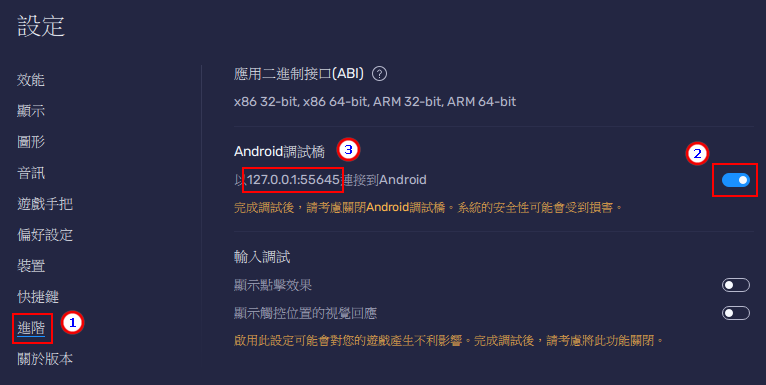 設定
效能
顯示
圖形
音訊
遊戲手把
偏好設定
裝置
快捷鍵
進階
1
關於版本
應用二進制接口(ABI) ?
x86 32-bit, x86 64-bit, ARM 32-bit, ARM 64-bit
Android調試橋
3
2
以127.0.0.1:55645連接到Android
完成調試後，請考慮關閉Android調試橋。系統的安全性可能會受到損害。
輸入調試
顯示點擊效果
顯示觸控位置的視覺回應
啟用此設定可能會對您的遊戲產生不利影響。完成調試後，請考慮將此功能關閉。